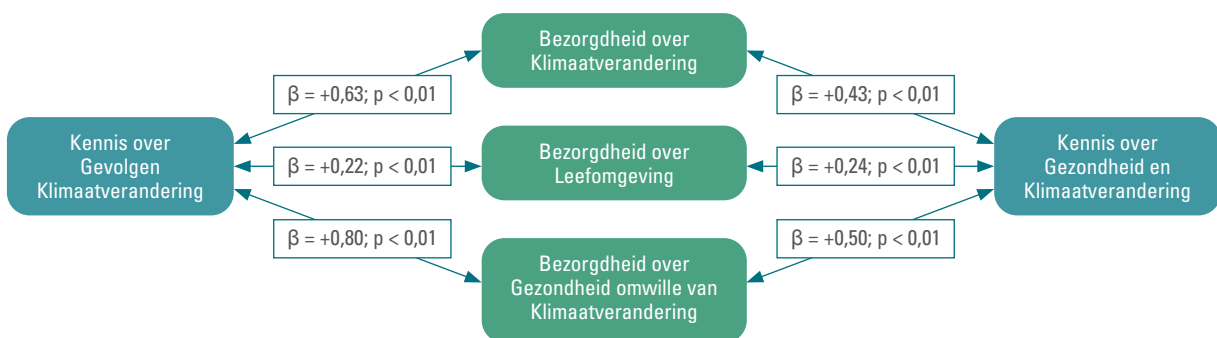 Bezorgdheid over
Klimaatverandering
β = +0,63; p < 0,01
β = +0,43; p < 0,01
Kennis over
Gevolgen
Klimaatverandering
β = +0,22; p < 0,01
Bezorgdheid over
Leefomgeving
β = +0,24; p < 0,01
Kennis over
Gezondheid en
Klimaatverandering
β = +0,80; p < 0,01
β = +0,50; p < 0,01
Bezorgdheid over
Gezondheid omwille van
Klimaatverandering